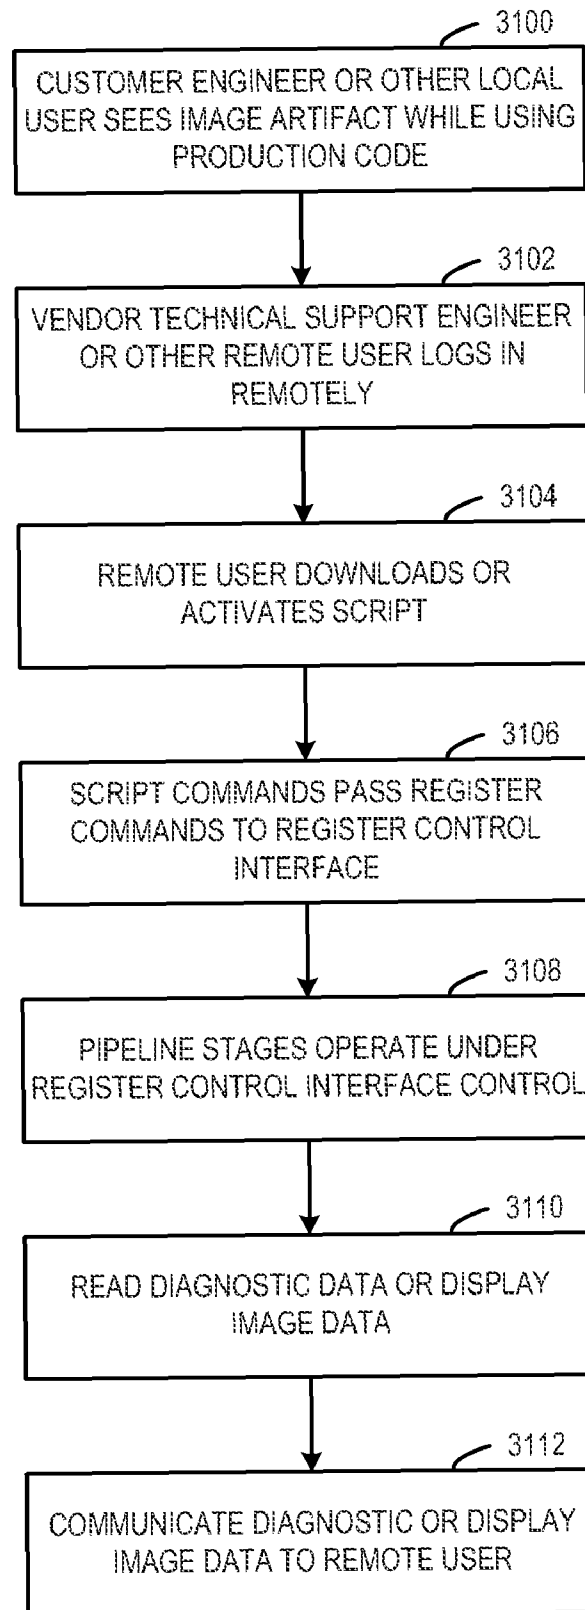 3100
CUSTOMER ENGINEER OR OTHER LOCAL
USER SEES IMAGE ARTIFACT WHILE USING
PRODUCTION CODE
3102
VENDOR TECHNICAL SUPPORT ENGINEER
OR OTHER REMOTE USER LOGS IN
REMOTELY
3104
REMOTE USER DOWNLOADS OR
ACTIVATES SCRIPT
3106
SCRIPT COMMANDS PASS REGISTER
COMMANDS TO REGISTER CONTROL
INTERFACE
3108
PIPELINE STAGES OPERATE UNDER
REGISTER CONTROL INTERFACE CONTROL
3110
READ DIAGNOSTIC DATA OR DISPLAY
IMAGE DATA
3112
COMMUNICATE DIAGNOSTIC OR DISPLAY
IMAGE DATA TO REMOTE USER